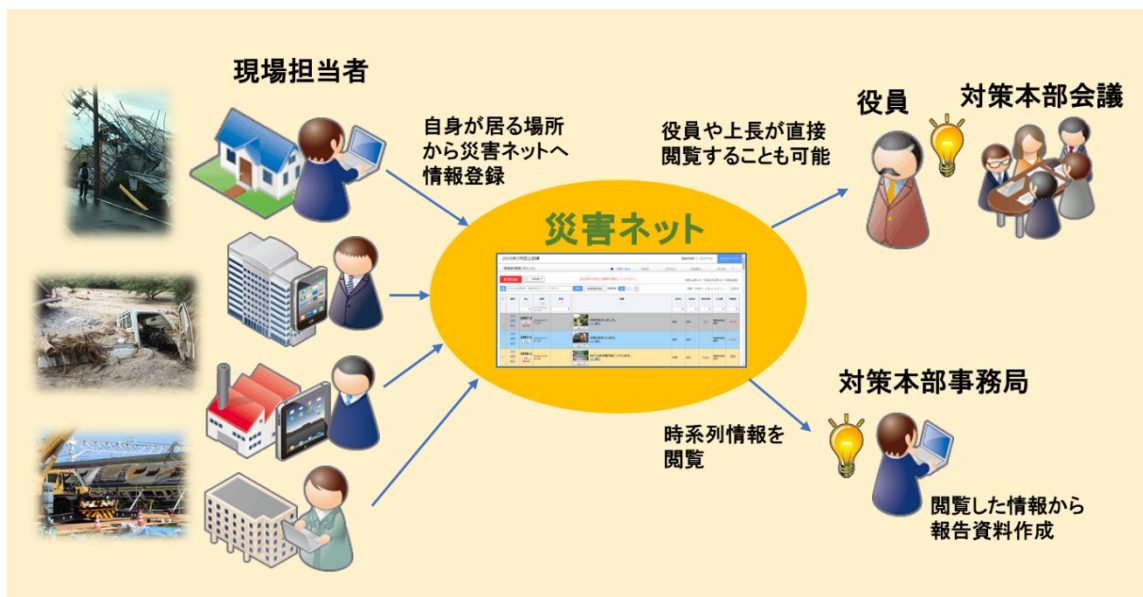 現場担当者
自身が居る場所
から災害ネットへ
情報登録
役員や上長が直接
閲覧することも可能
役員
対策本部会議
災害ネット
時系列情報を
閲覧
対策本部事務局
閲覧した情報から
報告資料作成